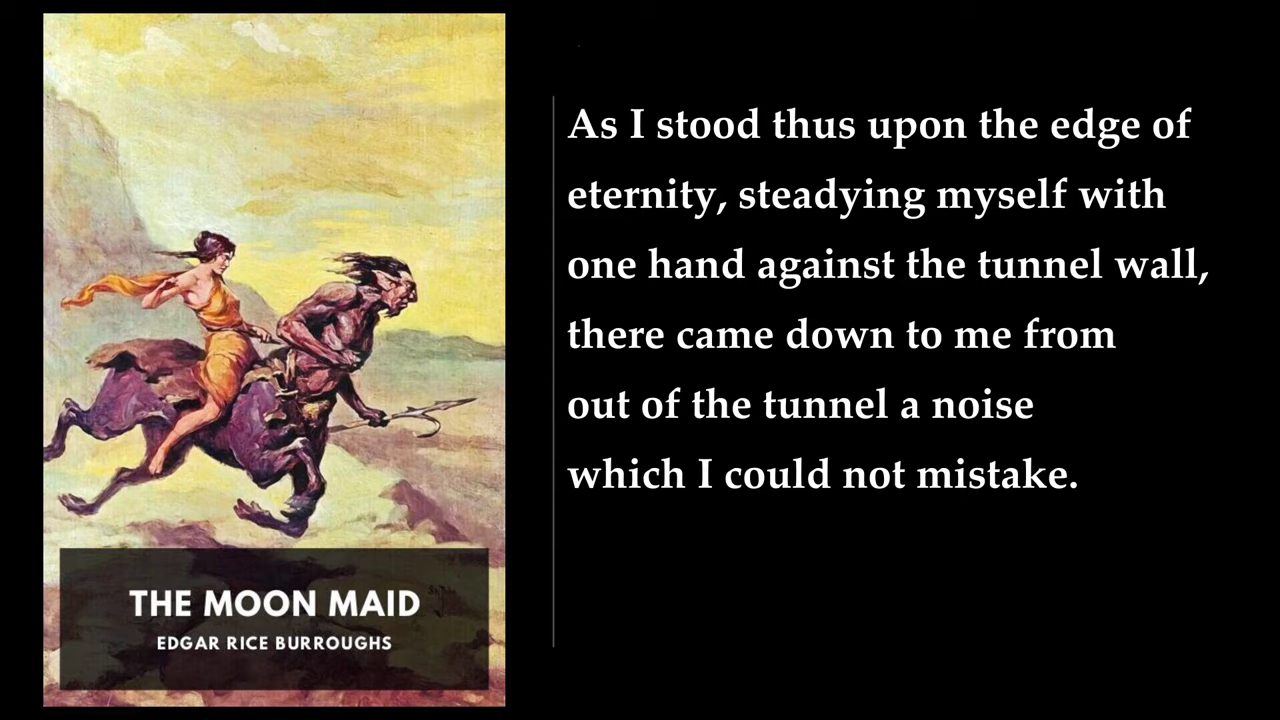 As I stood thus upon the edge of
eternity, steadying myself with
one hand against the tunnel wall,
there came down to me from
out of the tunnel a noise
which I could not mistake.
THE MOON MAID
EDGAR RICE BURROUGHS